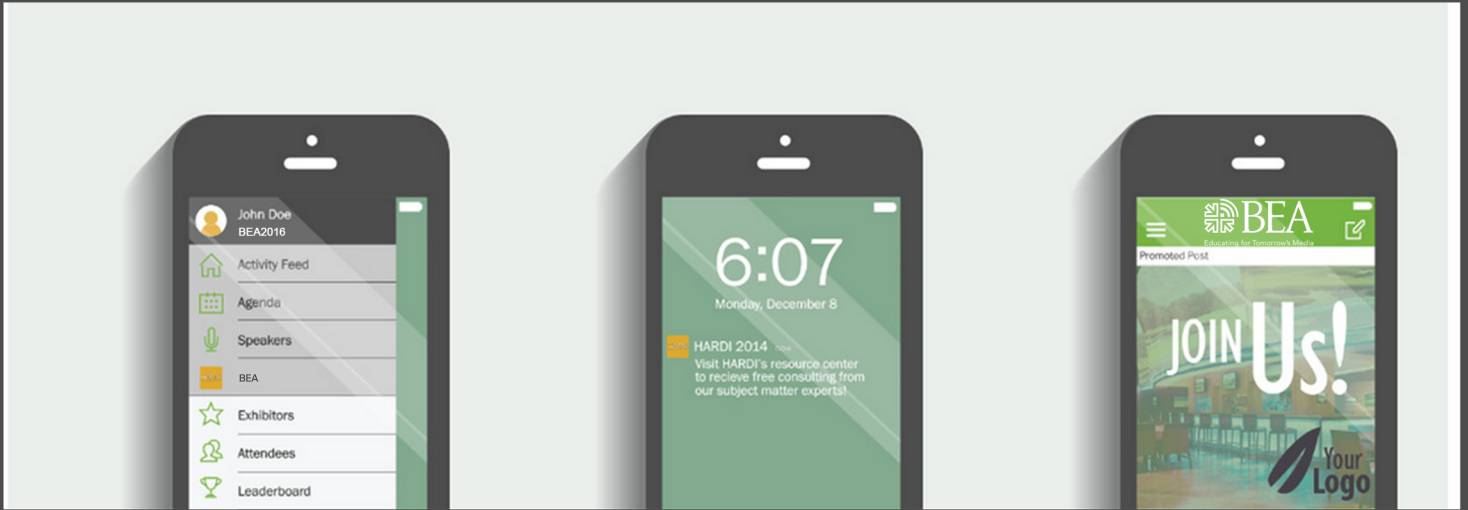 John Doe
BEA2016
Activity Feed
Agenda
Speakers
BEA
Exhibitors
Attendees
Leaderboard
6:07
Monday, December 8
HARDI 2014 now
Visit HARDI's resource center
to recieve free consulting from
our subject matter experts!
BEA
Educating for Tomorrow's Media
Promoted Post
JOIN Us!
Your
Logo